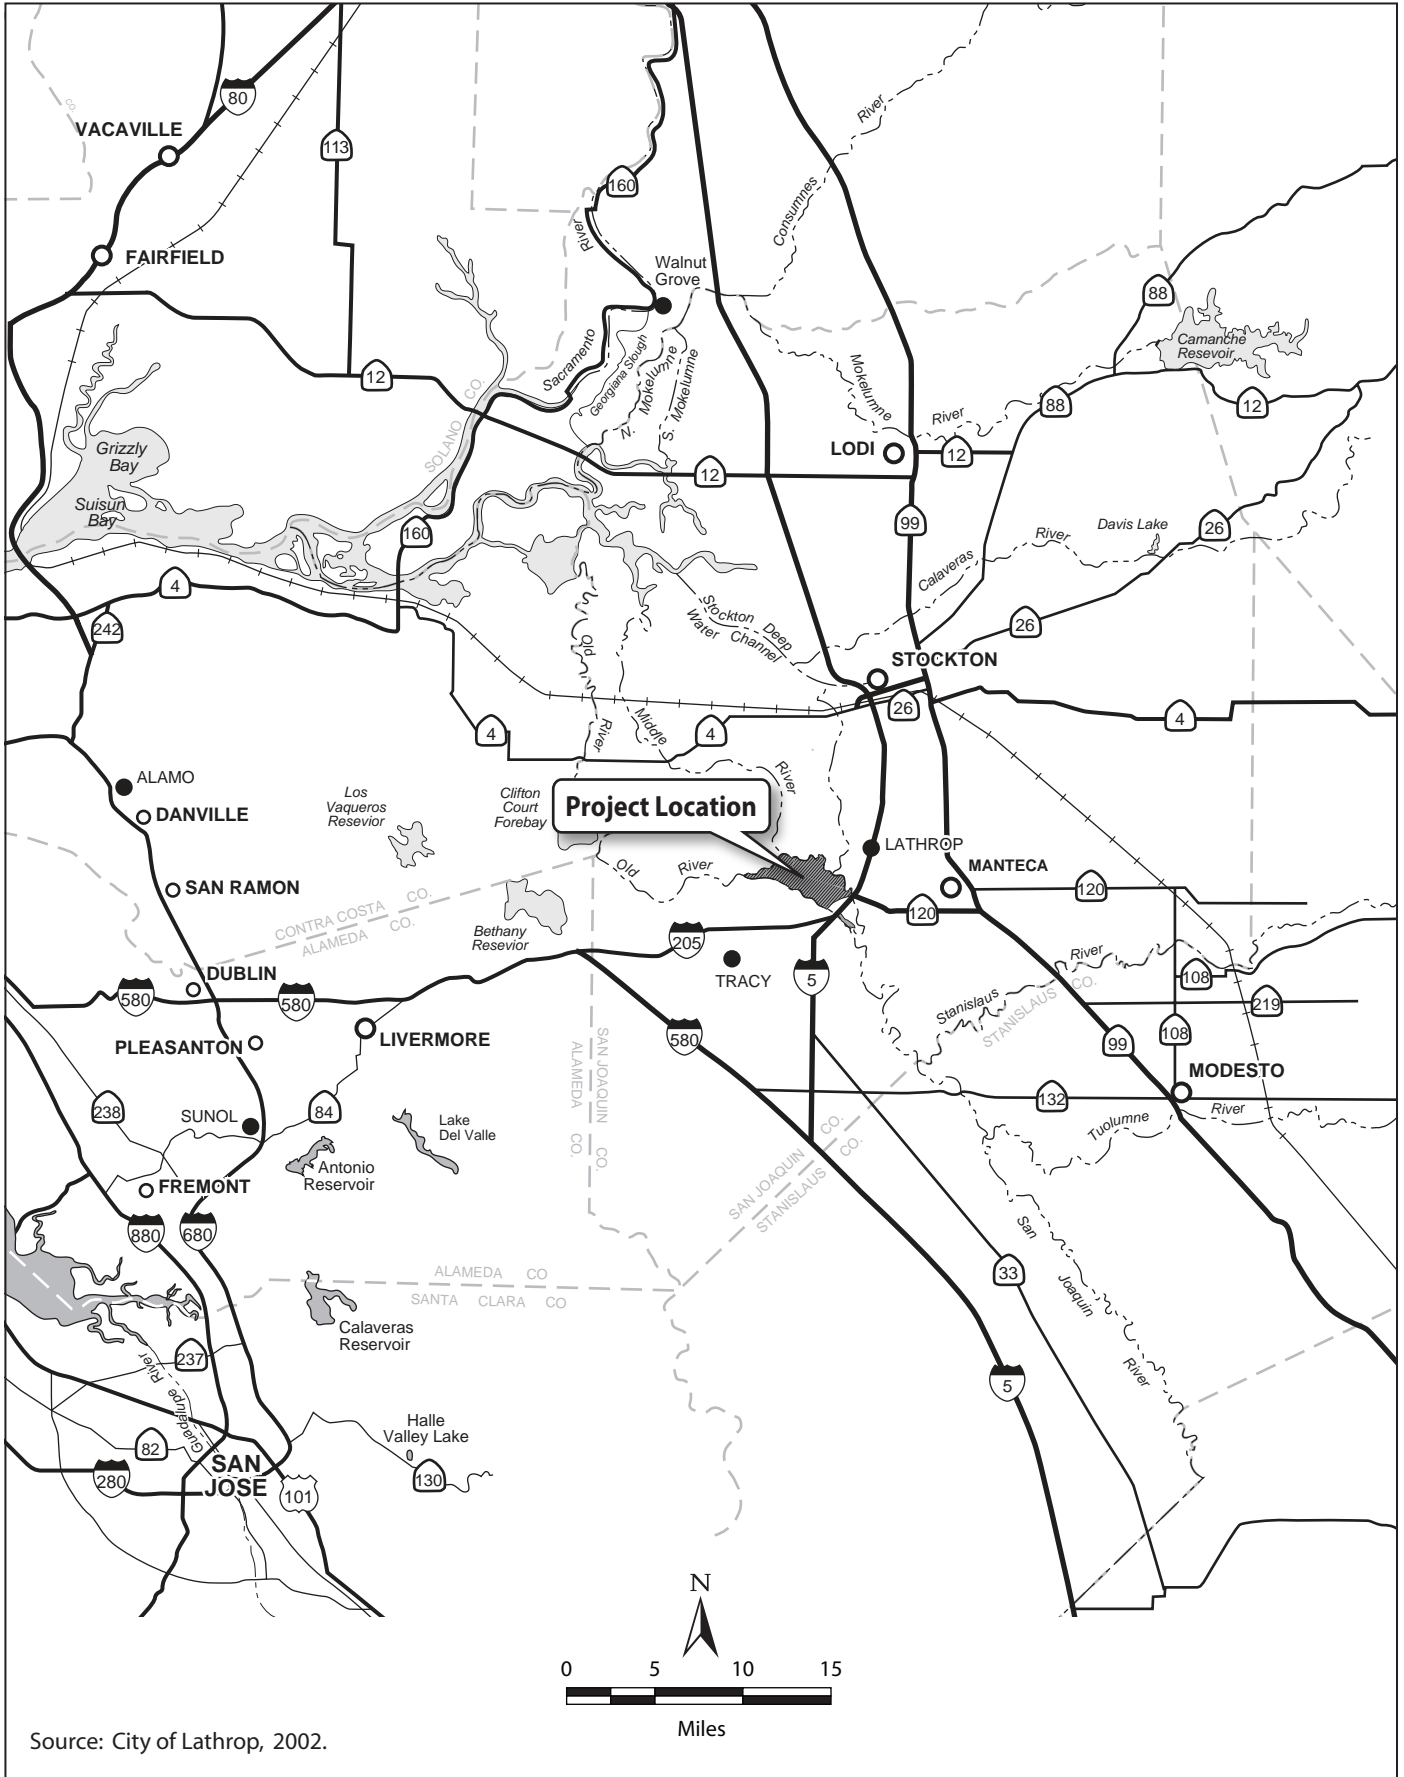 CO.
80
VACAVILLE
113
River
160
Consumnes
FAIRFIELD
River
Walnut
Grove
88
Camanche
Resevoir
12
Sacramento
Georgiana Slough
N. Mokelumne
S. Mokelumne
Mokelumne
River
88
12
SOLANO CO.
LODI
12
12
Grizzly
Bay
Suisun
Bay
160
99
Davis Lake
26
River
Calaveras
4
242
Stockton Deep
Water Channel
26
Old
River
STOCKTON
26
4
4
4
Middle
River
ALAMO
DANVILLE
Los
Vaqueros
Resevior
Clifton
Court
Forebay
Project Location
LATHROP
MANTECA
SAN RAMON
Old
River
120
120
CONTRA COSTA CO.
ALAMEDA CO.
Bethany
Resevior
205
TRACY
5
River
108
DUBLIN
580
580
Stanislaus
STANISLAUS CO.
219
PLEASANTON
LIVERMORE
580
99
108
MODESTO
SAN JOAQUIN CO.
ALAMEDA CO.
238
SUNOL
84
Lake
Del Valle
132
Tuolumne
River
Antonio
Reservoir
FREMONT
SAN JOAQUIN CO.
STANISLAUS CO.
880
680
San
Joaquin
River
33
ALAMEDA CO
SANTA CLARA CO
Calaveras
Reservoir
237
Guadalupe River
5
82
Halle
Valley Lake
130
280
SAN
JOSE
101
N
0 5 10 15
Miles
Source: City of Lathrop, 2002.